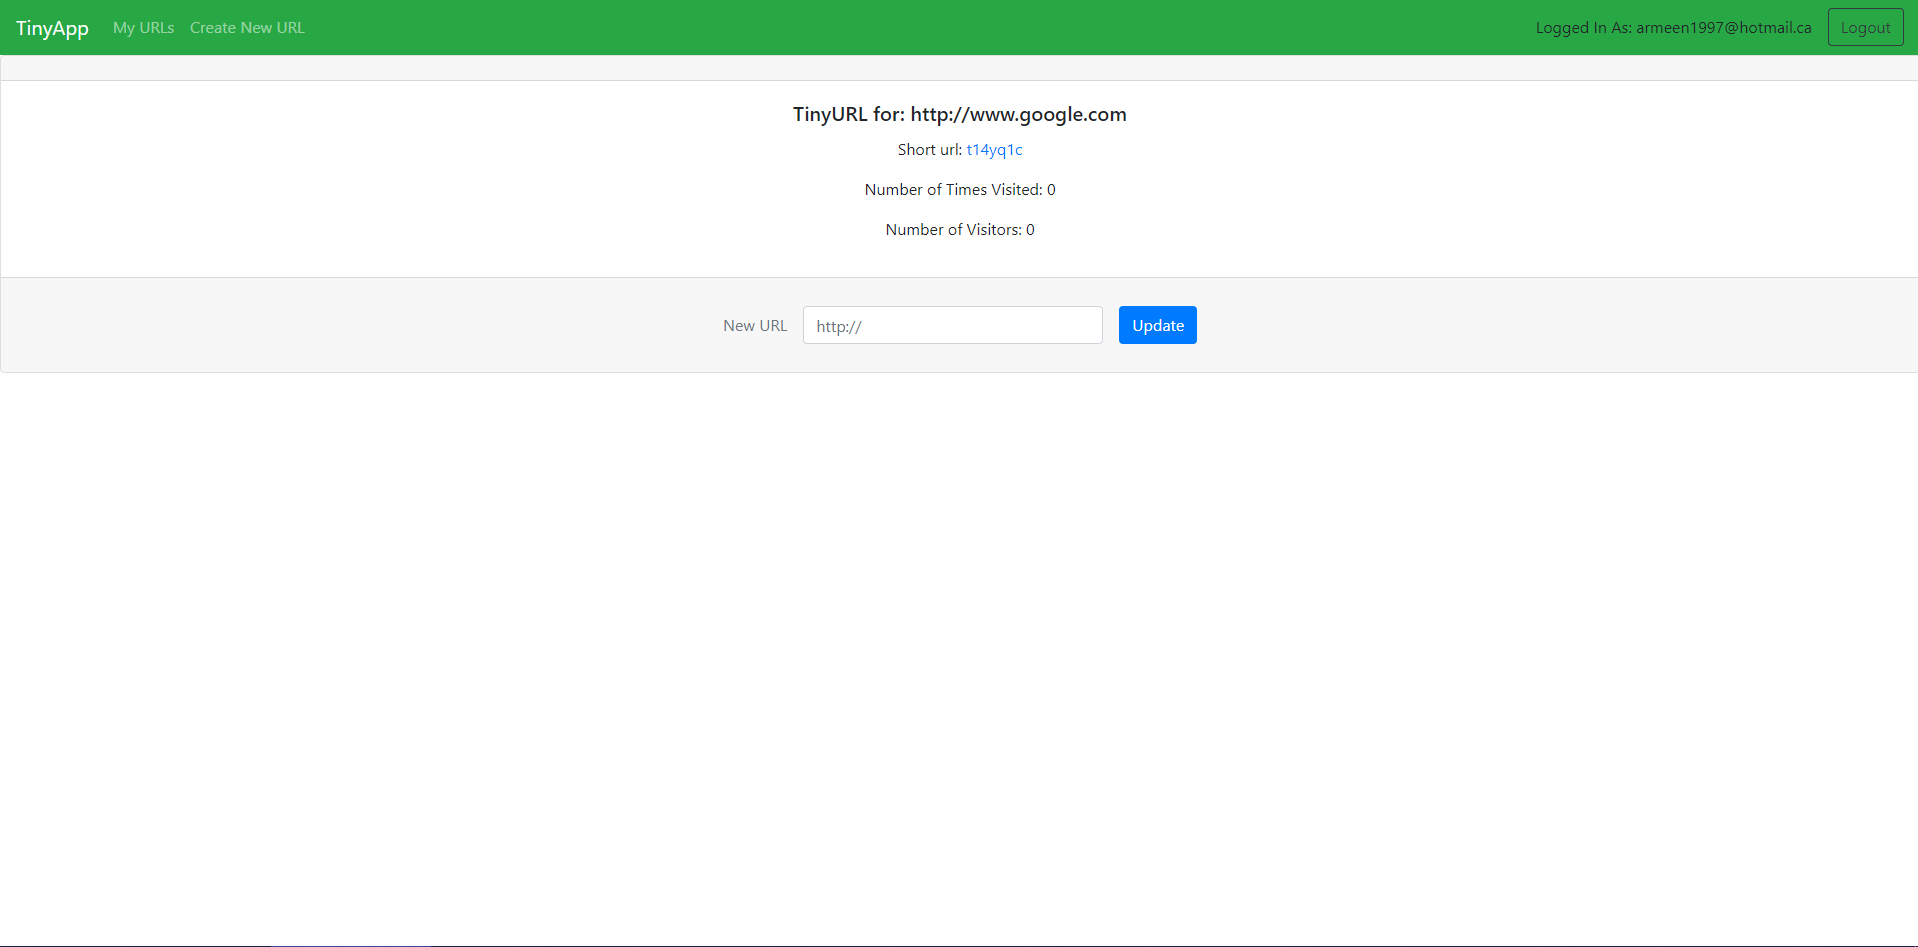 TinyApp My URLs Create New URL Logged In As: armeen1997@hotmail.ca Logout
TinyURL for: http://www.google.com
Short url: t14yq1c
Number of Times Visited: 0
Number of Visitors: 0
New URL http:// Update